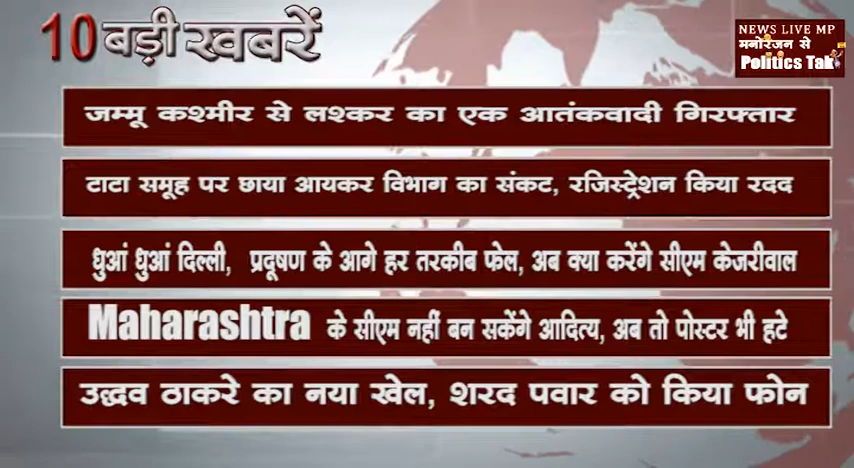 10 बड़ी खबरें
NEWS LIVE MP
मनोरंजन से
Politics Tak
जम्मू कश्मीर से लश्कर का एक आतंकवादी गिरफ्तार
टाटा समूह पर छाया आयकर विभाग का संकट, रजिस्ट्रेशन किया रदद
धुआं धुआं दिल्ली, प्रदूषण के आगे हर तरकीब फेल, अब क्या करेंगे सीएम केजरीवाल
Maharashtra के सीएम नहीं बन सकेंगे आदित्य, अब तो पोस्टर भी हटे
उद्धव ठाकरे का नया खेल, शरद पवार को किया फोन